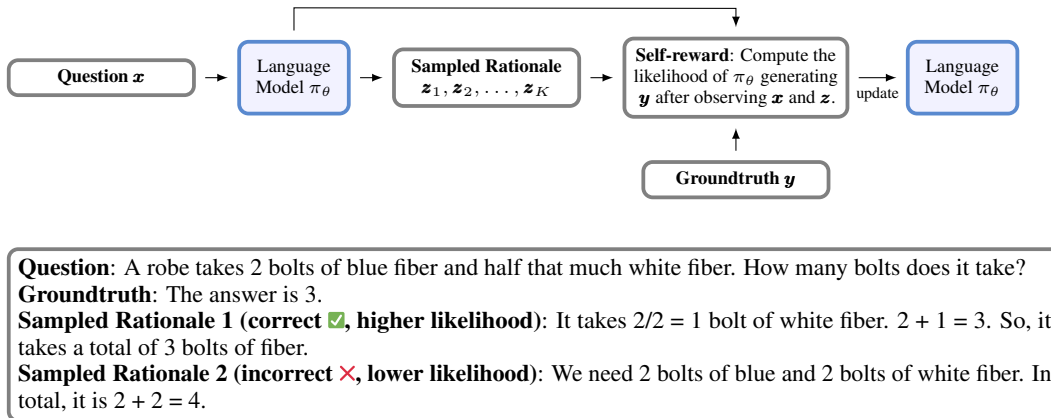 Question x
Language
Model πθ
Sampled Rationale
z1, z2, . . . , zK
Self-reward: Compute the
likelihood of πθ generating
y after observing x and z.
update
Language
Model πθ
Groundtruth y
Question: A robe takes 2 bolts of blue fiber and half that much white fiber. How many bolts does it take?
Groundtruth: The answer is 3.
Sampled Rationale 1 (correct ✅, higher likelihood): It takes 2/2 = 1 bolt of white fiber. 2 + 1 = 3. So, it
takes a total of 3 bolts of fiber.
Sampled Rationale 2 (incorrect ❌, lower likelihood): We need 2 bolts of blue and 2 bolts of white fiber. In
total, it is 2 + 2 = 4.